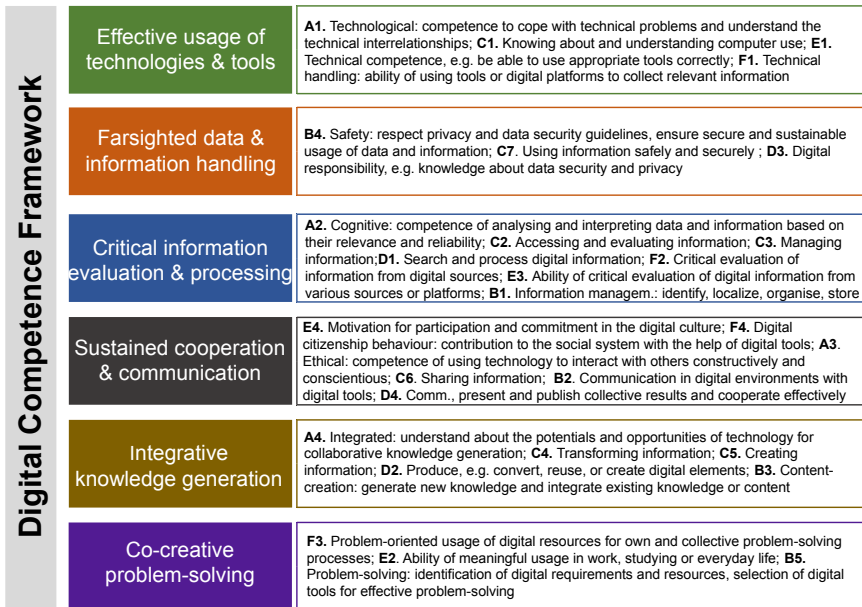 Digital Competence Framework
Effective usage of
technologies & tools
A1. Technological: competence to cope with technical problems and understand the
technical interrelationships; C1. Knowing about and understanding computer use; E1.
Technical competence, e.g. be able to use appropriate tools correctly; F1. Technical
handling: ability of using tools or digital platforms to collect relevant information
Farsighted data &
information handling
B4. Safety: respect privacy and data security guidelines, ensure secure and sustainable
usage of data and information; C7. Using information safely and securely ; D3. Digital
responsibility, e.g. knowledge about data security and privacy
Critical information
evaluation & processing
A2. Cognitive: competence of analysing and interpreting data and information based on
their relevance and reliability; C2. Accessing and evaluating information; C3. Managing
information;D1. Search and process digital information; F2. Critical evaluation of
information from digital sources; E3. Ability of critical evaluation of digital information from
various sources or platforms; B1. Information managem.: identify, localize, organise, store
Sustained cooperation
& communication
E4. Motivation for participation and commitment in the digital culture; F4. Digital
citizenship behaviour: contribution to the social system with the help of digital tools; A3.
Ethical: competence of using technology to interact with others constructively and
conscientious; C6. Sharing information; B2. Communication in digital environments with
digital tools; D4. Comm., present and publish collective results and cooperate effectively
Integrative
knowledge generation
A4. Integrated: understand about the potentials and opportunities of technology for
collaborative knowledge generation; C4. Transforming information; C5. Creating
information; D2. Produce, e.g. convert, reuse, or create digital elements; B3. Content-
creation: generate new knowledge and integrate existing knowledge or content
Co-creative
problem-solving
F3. Problem-oriented usage of digital resources for own and collective problem-solving
processes; E2. Ability of meaningful usage in work, studying or everyday life; B5.
Problem-solving: identification of digital requirements and resources, selection of digital
tools for effective problem-solving